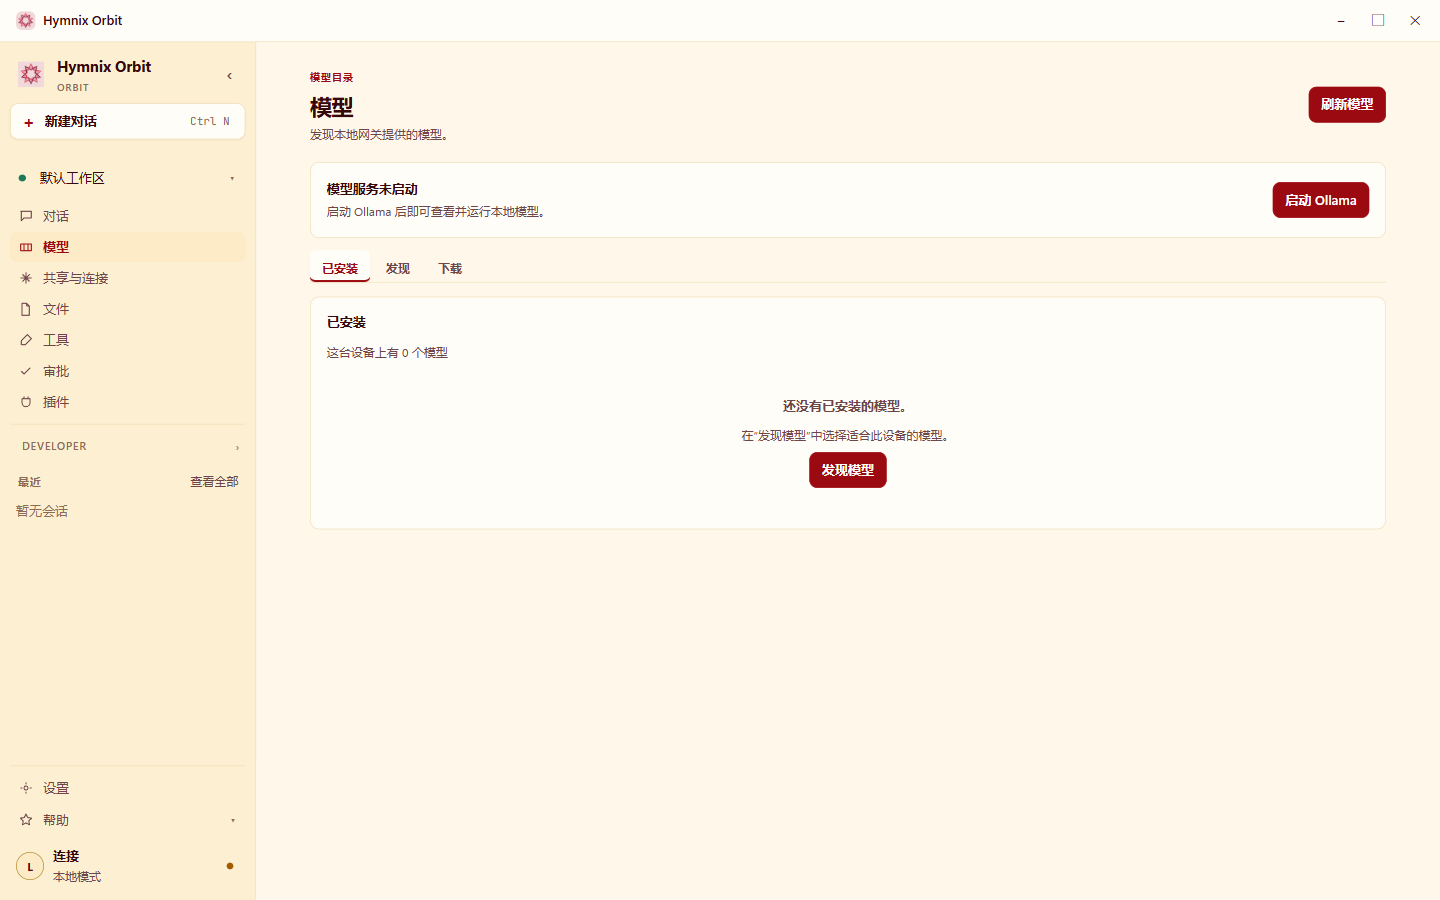 Hymnix Orbit
Hymnix Orbit
ORBIT
新建对话 Ctrl N
默认工作区
对话
模型
共享与连接
文件
工具
审批
插件
DEVELOPER
最近 查看全部
暂无会话
设置
帮助
L
连接
本地模式
模型目录
模型
发现本地网关提供的模型。
刷新模型
模型服务未启动
启动 Ollama 后即可查看并运行本地模型。
启动 Ollama
已安装 发现 下载
已安装
这台设备上有 0 个模型
还没有已安装的模型。
在“发现模型”中选择适合此设备的模型。
发现模型